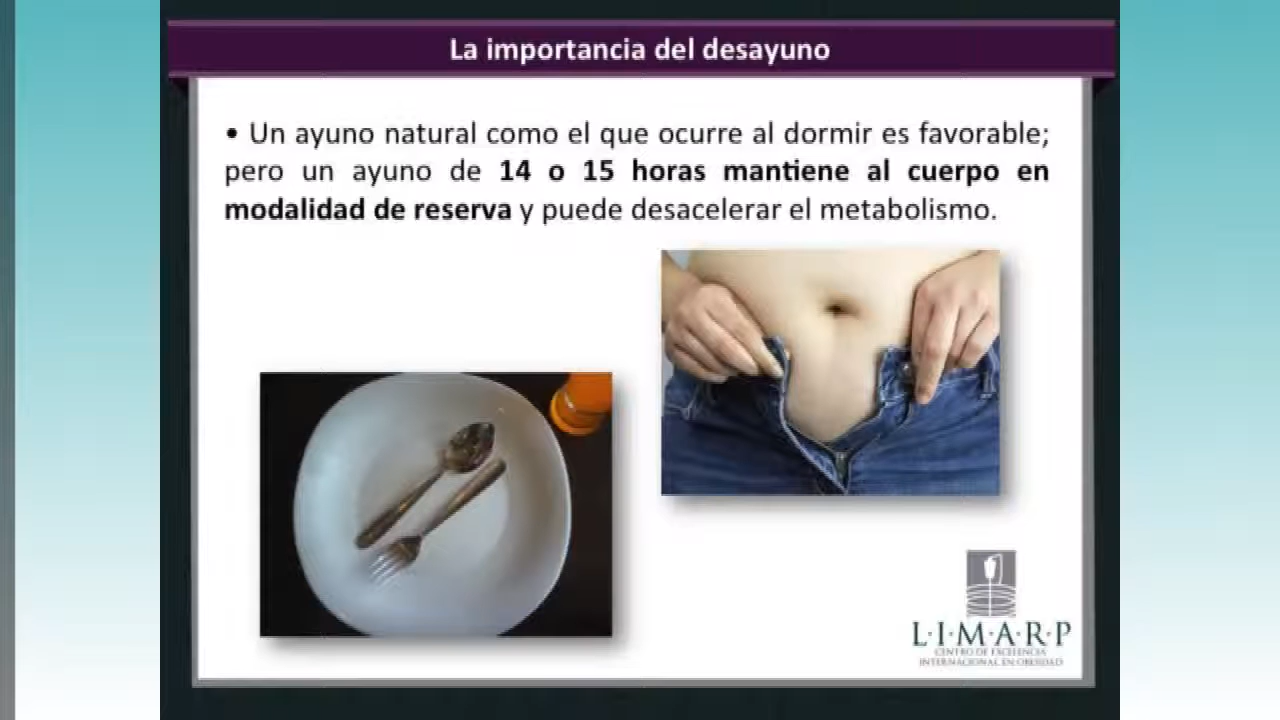 La importancia del desayuno
• Un ayuno natural como el que ocurre al dormir es favorable;
pero un ayuno de 14 o 15 horas mantiene al cuerpo en
modalidad de reserva y puede desacelerar el metabolismo.
L·I·M·A·R·P
CENTRO DE EXCELENCIA
INTERNACIONAL EN OBESIDAD